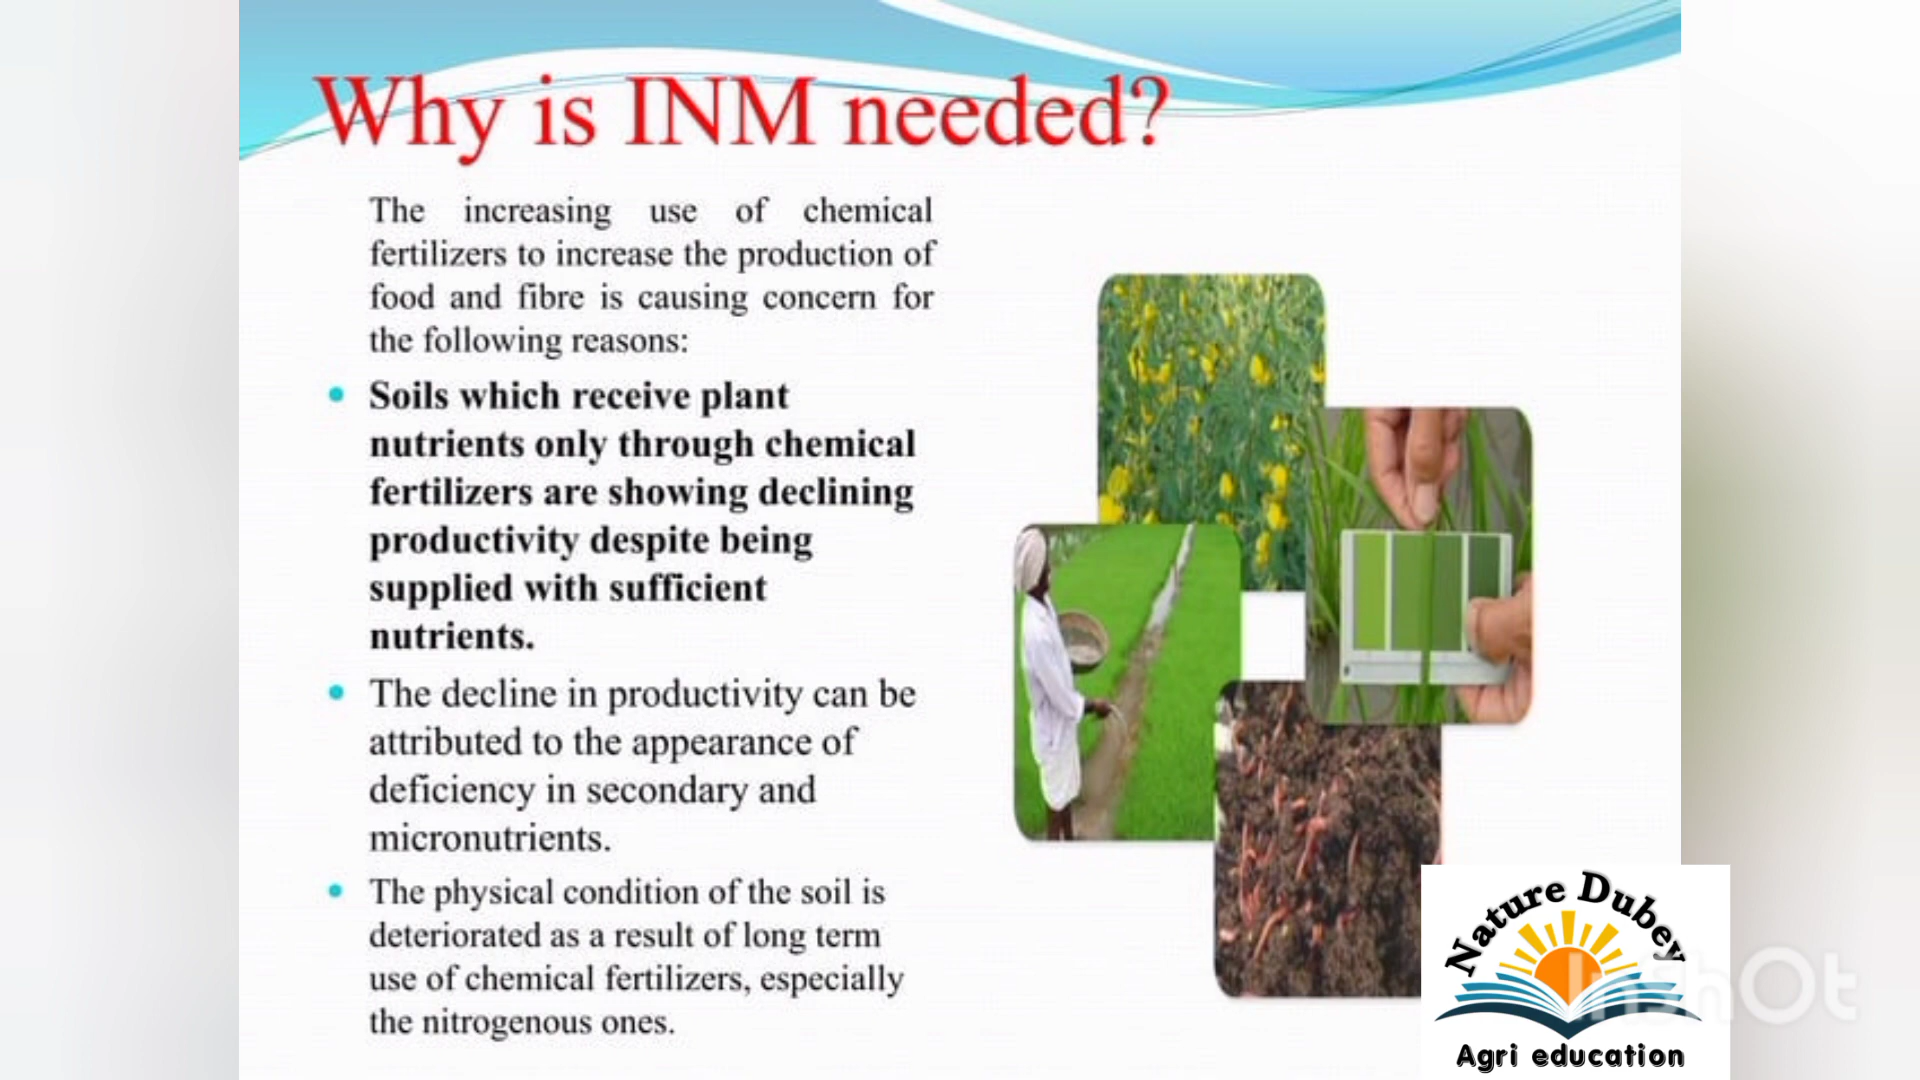 Why is INM needed?
The increasing use of chemical
fertilizers to increase the production of
food and fibre is causing concern for
the following reasons:
Soils which receive plant
nutrients only through chemical
fertilizers are showing declining
productivity despite being
supplied with sufficient
nutrients.
The decline in productivity can be
attributed to the appearance of
deficiency in secondary and
micronutrients.
The physical condition of the soil is
deteriorated as a result of long term
use of chemical fertilizers, especially
the nitrogenous ones.
Nature Dubey
InShOt
Agri education